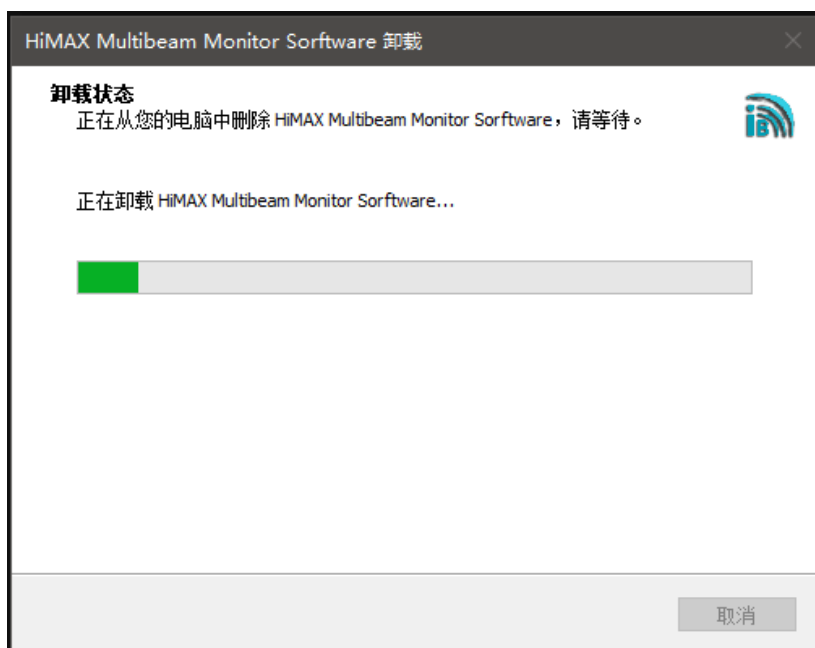 HiMAX Multibeam Monitor Sorftware 卸载
卸载状态
正在从您的电脑中删除 HiMAX Multibeam Monitor Sorftware，请等待。
iBM
正在卸载 HiMAX Multibeam Monitor Sorftware...
取消